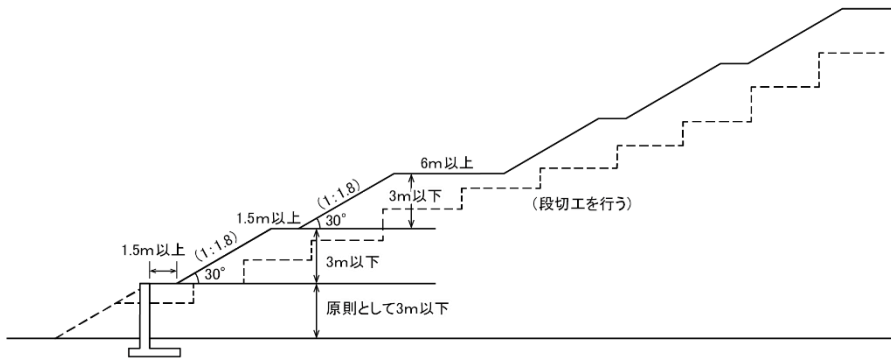 6m以上
(1:1.8)
3m以下
(段切工を行う)
1.5m以上
30°
(1:1.8)
1.5m以上
3m以下
30°
原則として3m以下